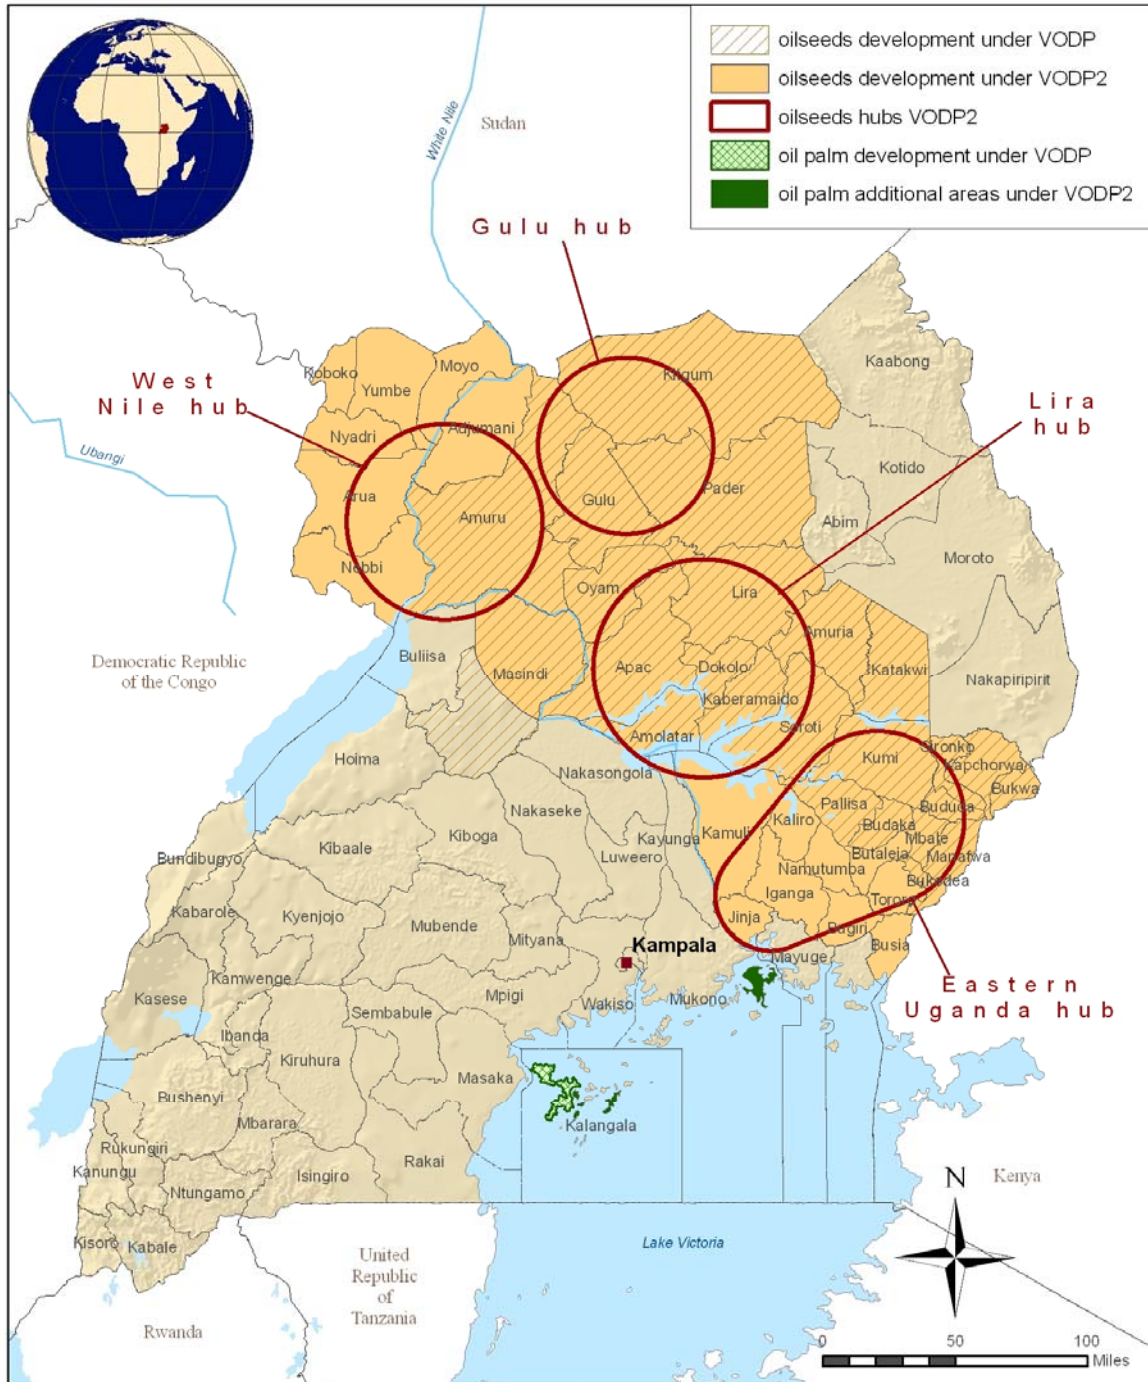 oilseeds development under VODP
oilseeds development under VODP2
oilseeds hubs VODP2
oil palm development under VODP
oil palm additional areas under VODP2
White Nile
Sudan
Gulu hub
West
Nile hub
Lira
hub
Ubangi
Koboko
Yumbe
Moyo
Nyadri
Adjumani
Kitgum
Kaabong
Kotido
Arua
Amuru
Gulu
Pader
Abim
Moroto
Nebbi
Oyam
Lira
Amuria
Democratic Republic
of the Congo
Buliisa
Masindi
Apac
Dokolo
Katakwi
Nakapiripirit
Kaberamaido
Amolatar
Soroti
Hoima
Nakasongola
Kumi
Sironko
Kapchorwa
Bukwa
Nakaseke
Kiboga
Kayunga
Kamuli
Kaliro
Pallisa
Bududa
Budaka
Mbale
Bundibugyo
Kibaale
Luweero
Namutumba
Butaleja
Manafwa
Bukedea
Kabarole
Kyenjojo
Mubende
Mityana
Iganga
Jinja
Tororo
Bugiri
Busia
Kampala
Mayuge
Kamwenge
Kasese
Mpigi
Wakiso
Mukono
Eastern
Uganda hub
Ibanda
Sembabule
Kiruhura
Masaka
Bushenyi
Mbarara
Kalangala
Rukungiri
Kanungu
Ntungamo
Isingiro
Rakai
Kisoro
Kabale
N
Kenya
United
Republic
of
Tanzania
Lake Victoria
Rwanda
0 50 100
Miles